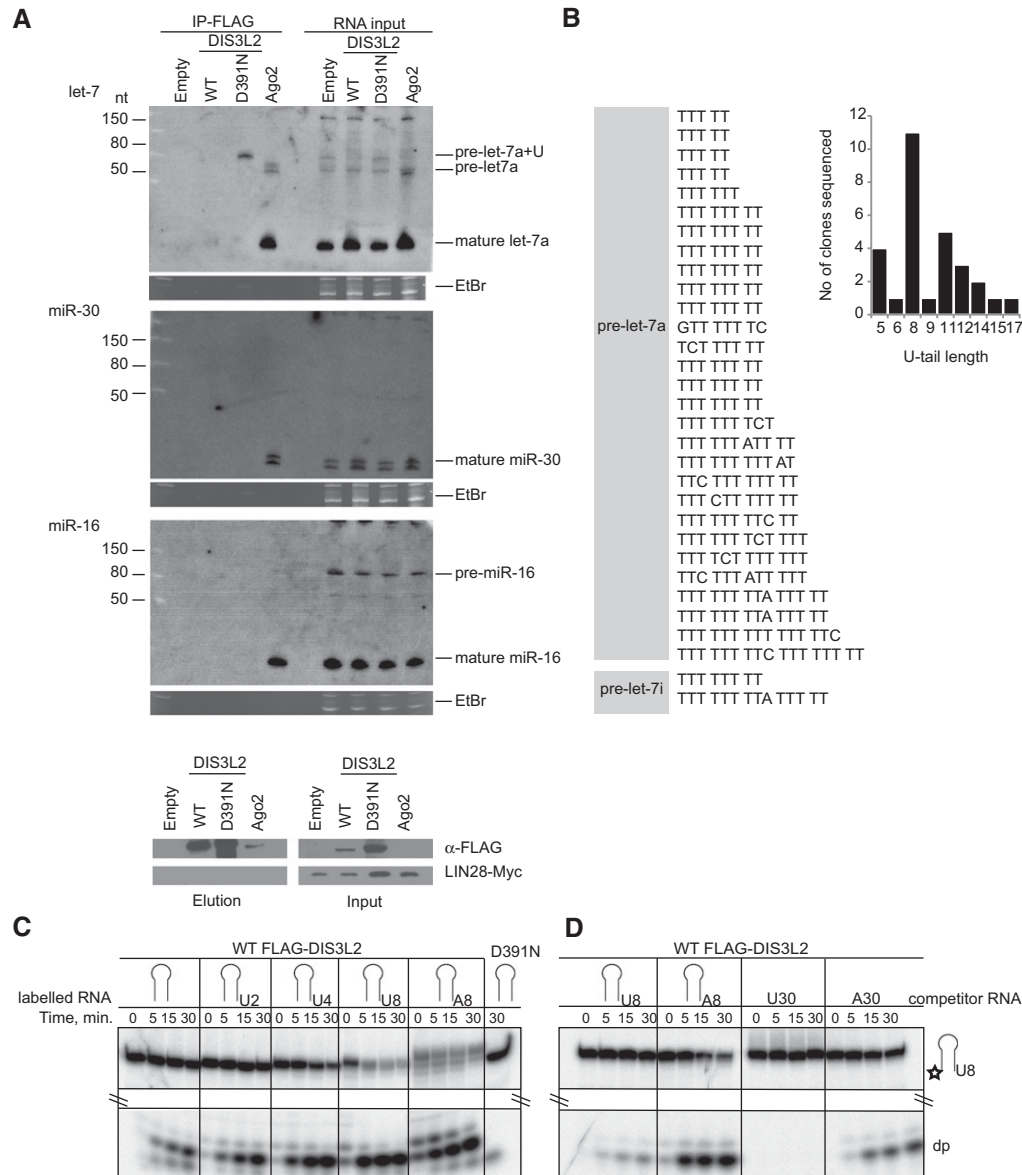 A
IP-FLAG RNA input
DIS3L2 DIS3L2
Empty WT D391N Ago2 Empty WT D391N Ago2
let-7 nt
150
80
50
pre-let-7a+U
pre-let7a
mature let-7a
EtBr
miR-30
150
80
50
mature miR-30
EtBr
miR-16
150
80
50
pre-miR-16
mature miR-16
EtBr
DIS3L2 DIS3L2
Empty WT D391N Ago2 Empty WT D391N Ago2
α-FLAG
LIN28-Myc
Elution Input
B
pre-let-7a
TTT TT
TTT TT
TTT TT
TTT TT
TTT TTT
TTT TTT TT
TTT TTT TT
TTT TTT TT
TTT TTT TT
TTT TTT TT
TTT TTT TT
GTT TTT TC
TCT TTT TT
TTT TTT TT
TTT TTT TT
TTT TTT TT
TTT TTT TCT
TTT TTT ATT TT
TTT TTT TTT AT
TTC TTT TTT TT
TTT CTT TTT TT
TTT TTT TTC TT
TTT TTT TCT TTT
TTT TCT TTT TTT
TTC TTT ATT TTT
TTT TTT TTA TTT TT
TTT TTT TTA TTT TT
TTT TTT TTT TTT TTC
TTT TTT TTC TTT TTT TT
pre-let-7i
TTT TTT TT
TTT TTT TTA TTT TT
No of clones sequenced
12
10
8
6
4
2
0
5 6 8 9 11 12 14 15 17
U-tail length
C
WT FLAG-DIS3L2 D391N
labelled RNA U2 U4 U8 A8
Time, min. 0 5 15 30 0 5 15 30 0 5 15 30 0 5 15 30 0 5 15 30 30
D
WT FLAG-DIS3L2
U8 A8 U30 A30 competitor RNA
0 5 15 30 0 5 15 30 0 5 15 30 0 5 15 30
U8
dp